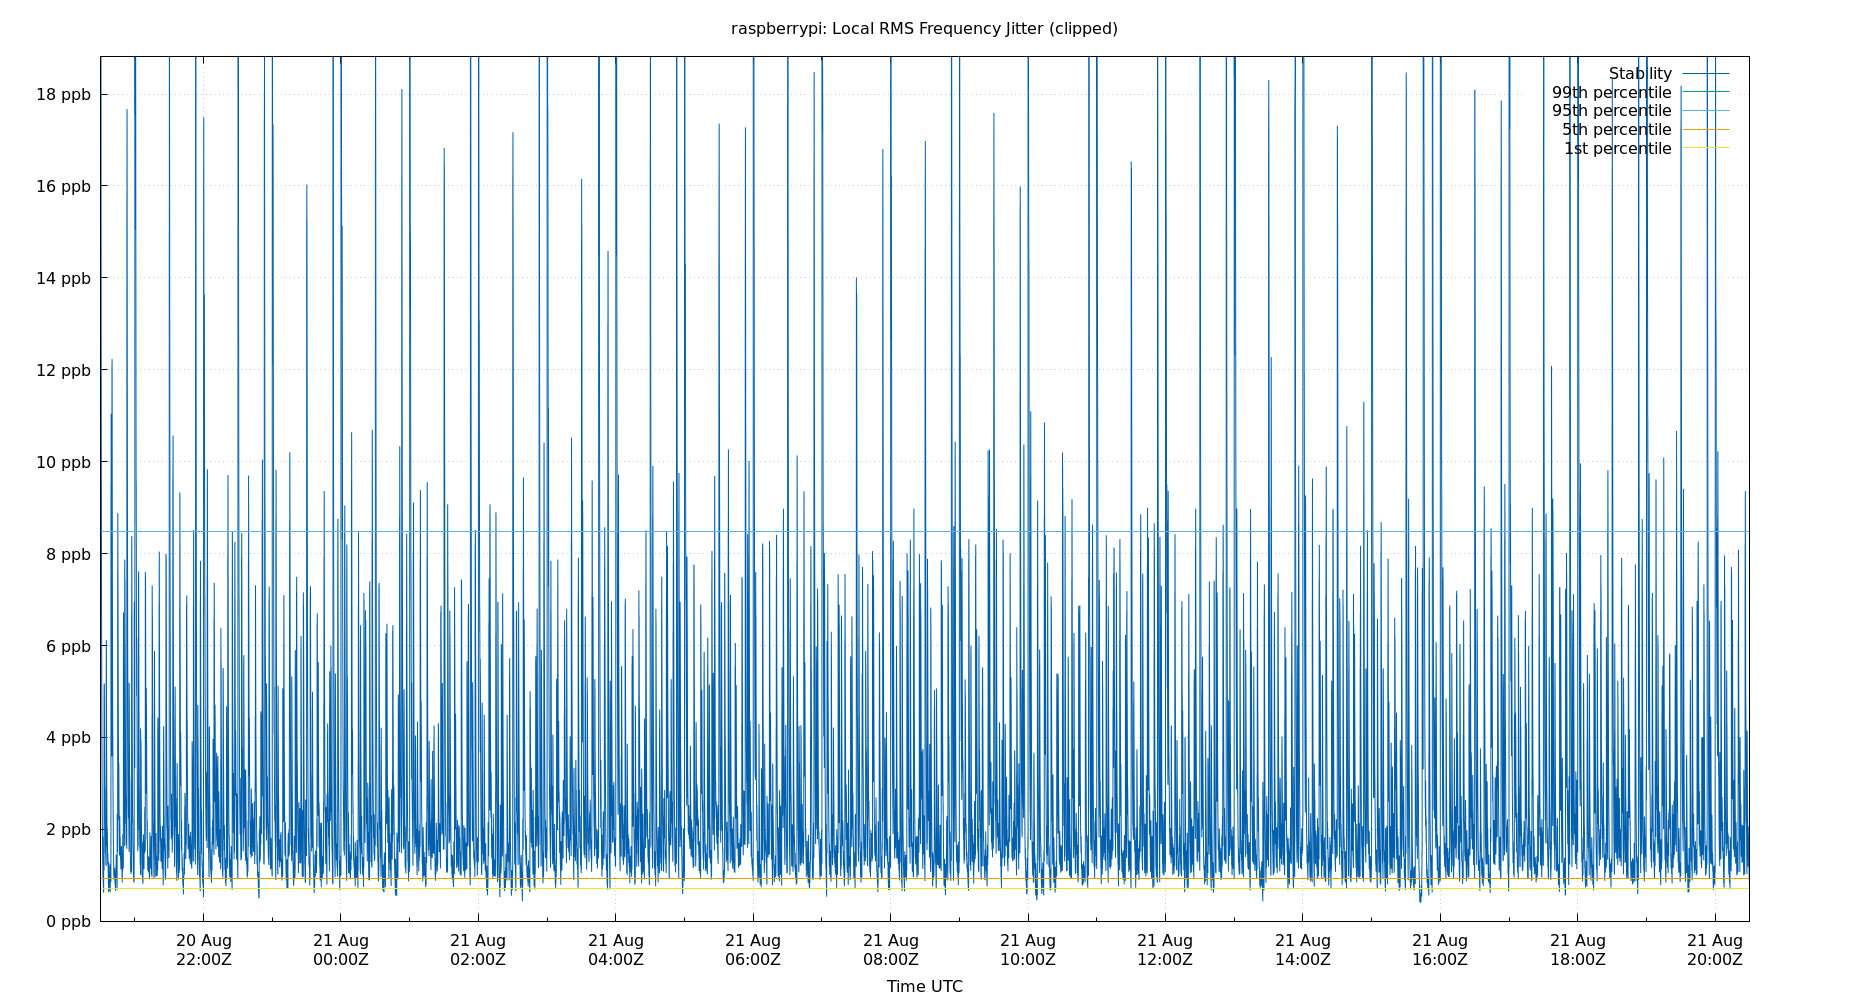 raspberrypi: Local RMS Frequency Jitter (clipped)
Stability
99th percentile
95th percentile
5th percentile
1st percentile
18 ppb
16 ppb
14 ppb
12 ppb
10 ppb
8 ppb
6 ppb
4 ppb
2 ppb
0 ppb
20 Aug 21 Aug 21 Aug 21 Aug 21 Aug 21 Aug 21 Aug 21 Aug 21 Aug 21 Aug 21 Aug 21 Aug
22:00Z 00:00Z 02:00Z 04:00Z 06:00Z 08:00Z 10:00Z 12:00Z 14:00Z 16:00Z 18:00Z 20:00Z
Time UTC